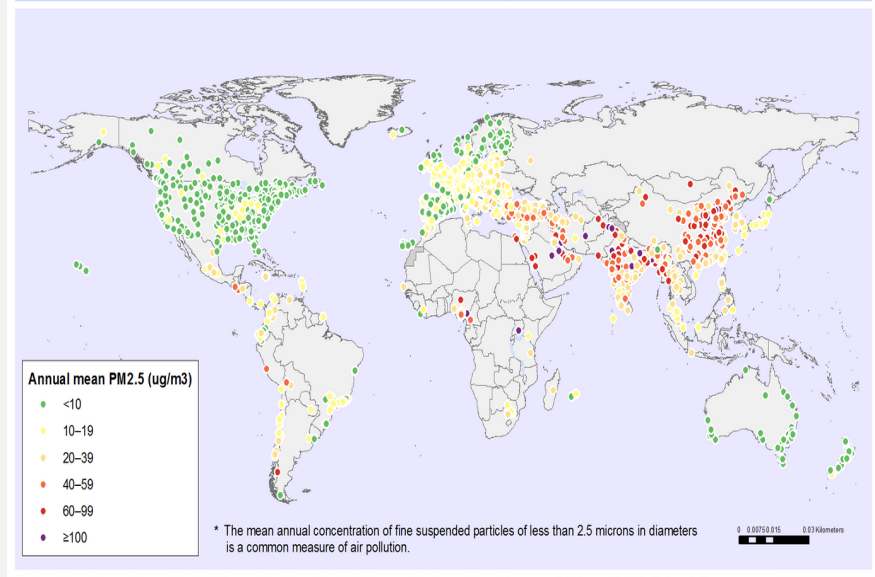 Annual mean PM2.5 (ug/m3)
<10
10–19
20–39
40–59
60–99
≥100
* The mean annual concentration of fine suspended particles of less than 2.5 microns in diameters
is a common measure of air pollution.
0 0.0075 0.015 0.03 Kilometers